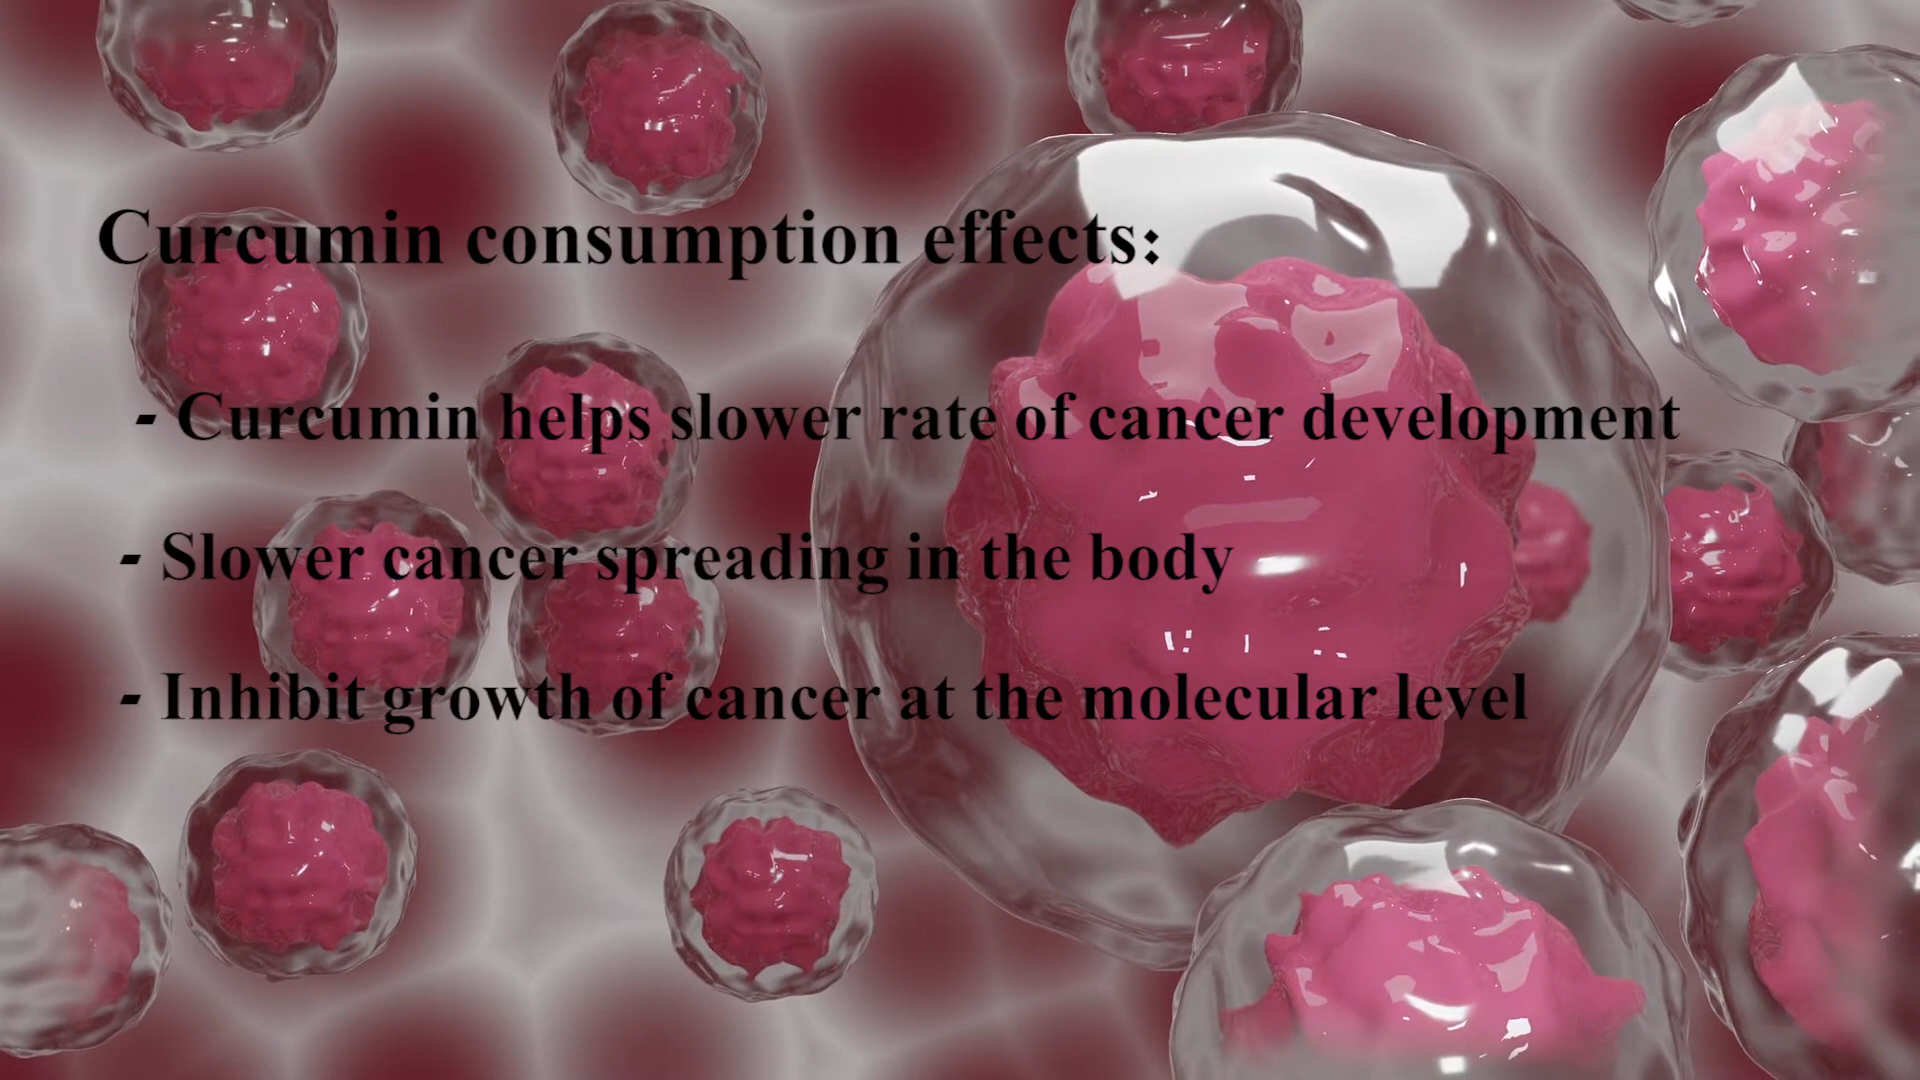 Curcumin consumption effects:
- Curcumin helps slower rate of cancer development
- Slower cancer spreading in the body
- Inhibit growth of cancer at the molecular level